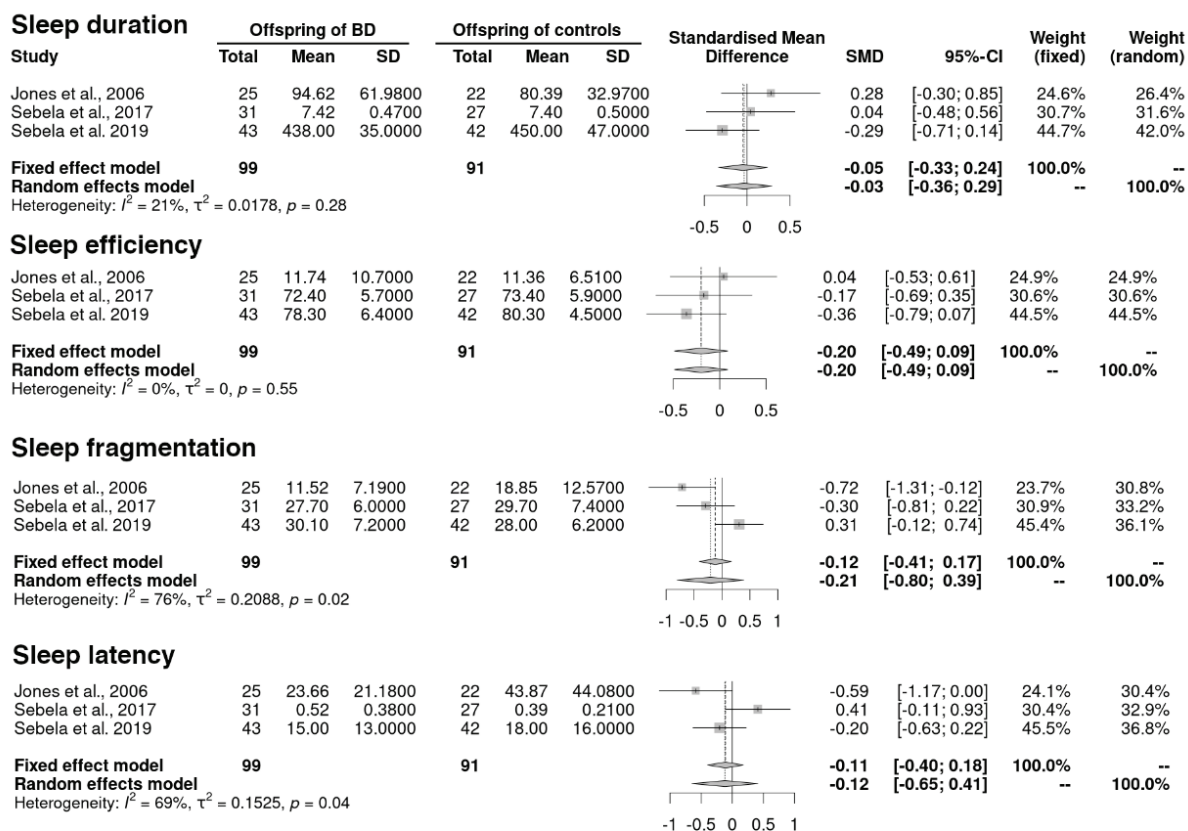 Sleep duration
Offspring of BD Offspring of controls Standardised Mean Weight Weight
Study Total Mean SD Total Mean SD Difference SMD 95%-CI (fixed) (random)
Jones et al., 2006 25 94.62 61.9800 22 80.39 32.9700 0.28 [-0.30; 0.85] 24.6% 26.4%
Sebela et al., 2017 31 7.42 0.4700 27 7.40 0.5000 0.04 [-0.48; 0.56] 30.7% 31.6%
Sebela et al. 2019 43 438.00 35.0000 42 450.00 47.0000 -0.29 [-0.71; 0.14] 44.7% 42.0%
Fixed effect model 99 91 -0.05 [-0.33; 0.24] 100.0% --
Random effects model -0.03 [-0.36; 0.29] -- 100.0%
Heterogeneity: I² = 21%, τ² = 0.0178, p = 0.28
-0.5 0 0.5
Sleep efficiency
Jones et al., 2006 25 11.74 10.7000 22 11.36 6.5100 0.04 [-0.53; 0.61] 24.9% 24.9%
Sebela et al., 2017 31 72.40 5.7000 27 73.40 5.9000 -0.17 [-0.69; 0.35] 30.6% 30.6%
Sebela et al. 2019 43 78.30 6.4000 42 80.30 4.5000 -0.36 [-0.79; 0.07] 44.5% 44.5%
Fixed effect model 99 91 -0.20 [-0.49; 0.09] 100.0% --
Random effects model -0.20 [-0.49; 0.09] -- 100.0%
Heterogeneity: I² = 0%, τ² = 0, p = 0.55
-0.5 0 0.5
Sleep fragmentation
Jones et al., 2006 25 11.52 7.1900 22 18.85 12.5700 -0.72 [-1.31; -0.12] 23.7% 30.8%
Sebela et al., 2017 31 27.70 6.0000 27 29.70 7.4000 -0.30 [-0.81; 0.22] 30.9% 33.2%
Sebela et al. 2019 43 30.10 7.2000 42 28.00 6.2000 0.31 [-0.12; 0.74] 45.4% 36.1%
Fixed effect model 99 91 -0.12 [-0.41; 0.17] 100.0% --
Random effects model -0.21 [-0.80; 0.39] -- 100.0%
Heterogeneity: I² = 76%, τ² = 0.2088, p = 0.02
-1 -0.5 0 0.5 1
Sleep latency
Jones et al., 2006 25 23.66 21.1800 22 43.87 44.0800 -0.59 [-1.17; 0.00] 24.1% 30.4%
Sebela et al., 2017 31 0.52 0.3800 27 0.39 0.2100 0.41 [-0.11; 0.93] 30.4% 32.9%
Sebela et al. 2019 43 15.00 13.0000 42 18.00 16.0000 -0.20 [-0.63; 0.22] 45.5% 36.8%
Fixed effect model 99 91 -0.11 [-0.40; 0.18] 100.0% --
Random effects model -0.12 [-0.65; 0.41] -- 100.0%
Heterogeneity: I² = 69%, τ² = 0.1525, p = 0.04
-1 -0.5 0 0.5 1